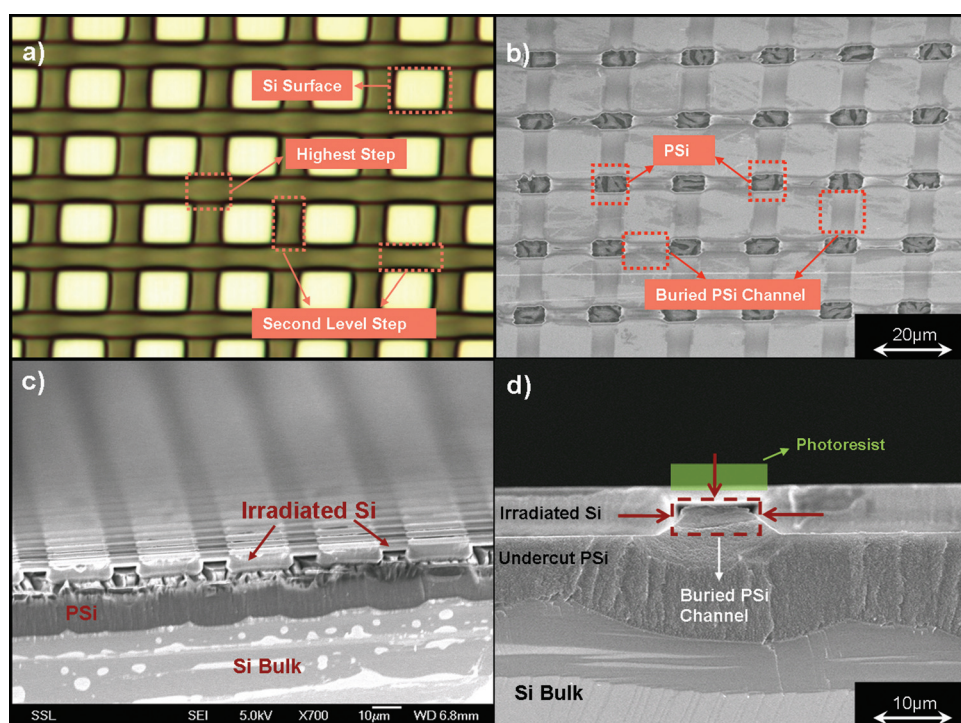 a)
Si Surface
Highest Step
Second Level Step
b)
PSi
Buried PSi Channel
20µm
c)
Irradiated Si
PSi
Si Bulk
SSL SEI 5.0kV X700 10µm WD 6.8mm
d)
Photoresist
Irradiated Si
Undercut PSi
Buried PSi
Channel
Si Bulk
10µm